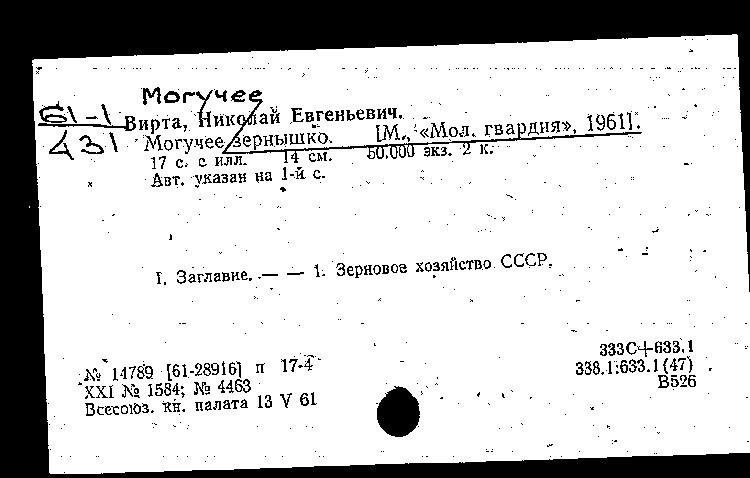 Могучее
61-1
431
Вирта, Николай Евгеньевич.
Могучее зернышко. [М., «Мол. гвардия», 1961].
17 с. с илл. 14 см. 50.000 экз. 2 к.
Авт. указан на 1-й с.
I. Заглавие. — — 1. Зерновое хозяйство СССР.
333С+633.1
№ 14789 [61-28916] п 17-4
338.1:633.1(47)
XXI № 1584; № 4463
В526
Всесоюз. кн. палата 13 V 61